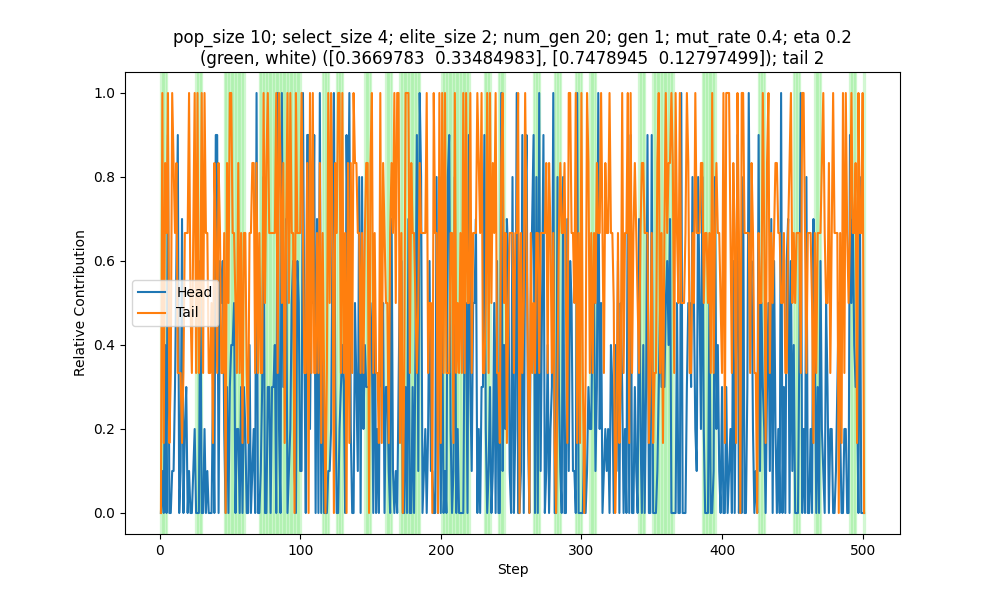 pop_size 10; select_size 4; elite_size 2; num_gen 20; gen 1; mut_rate 0.4; eta 0.2
(green, white) ([0.3669783  0.33484983], [0.7478945  0.12797499]); tail 2
1.0
0.8
0.6
0.4
0.2
0.0
Relative Contribution
Head
Tail
0
100
200
300
400
500
Step